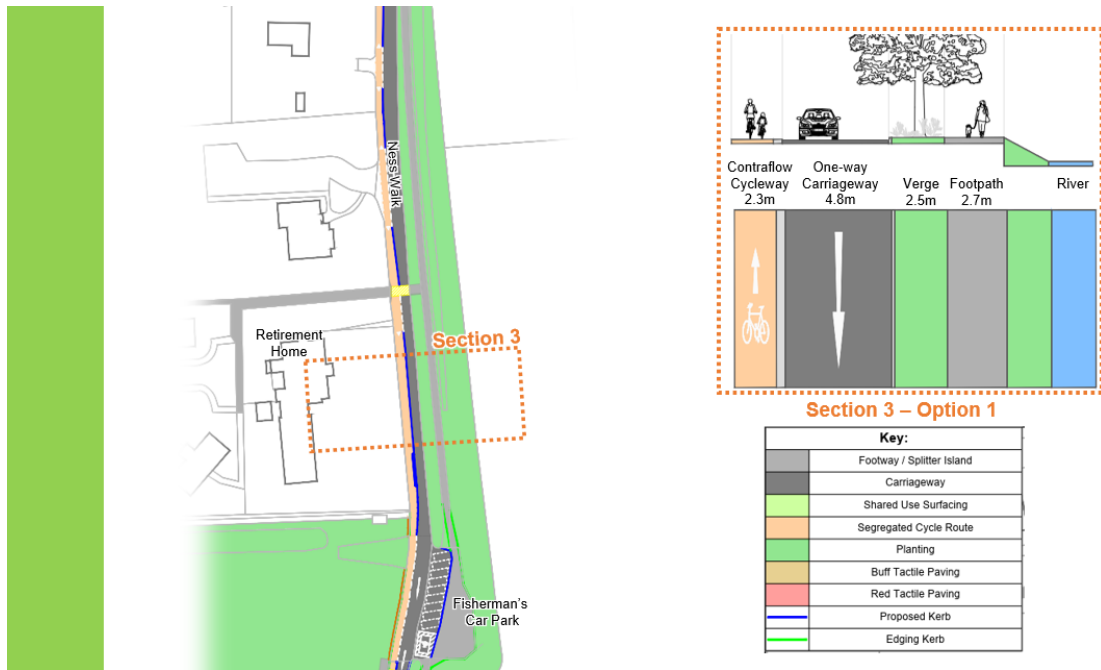 Ness Walk
Retirement
Home
Section 3
Fisherman's
Car Park
Contraflow
Cycleway
2.3m
One-way
Carriageway
4.8m
Verge
2.5m
Footpath
2.7m
River
Section 3 – Option 1
Key:
Footway / Splitter Island
Carriageway
Shared Use Surfacing
Segregated Cycle Route
Planting
Buff Tactile Paving
Red Tactile Paving
Proposed Kerb
Edging Kerb